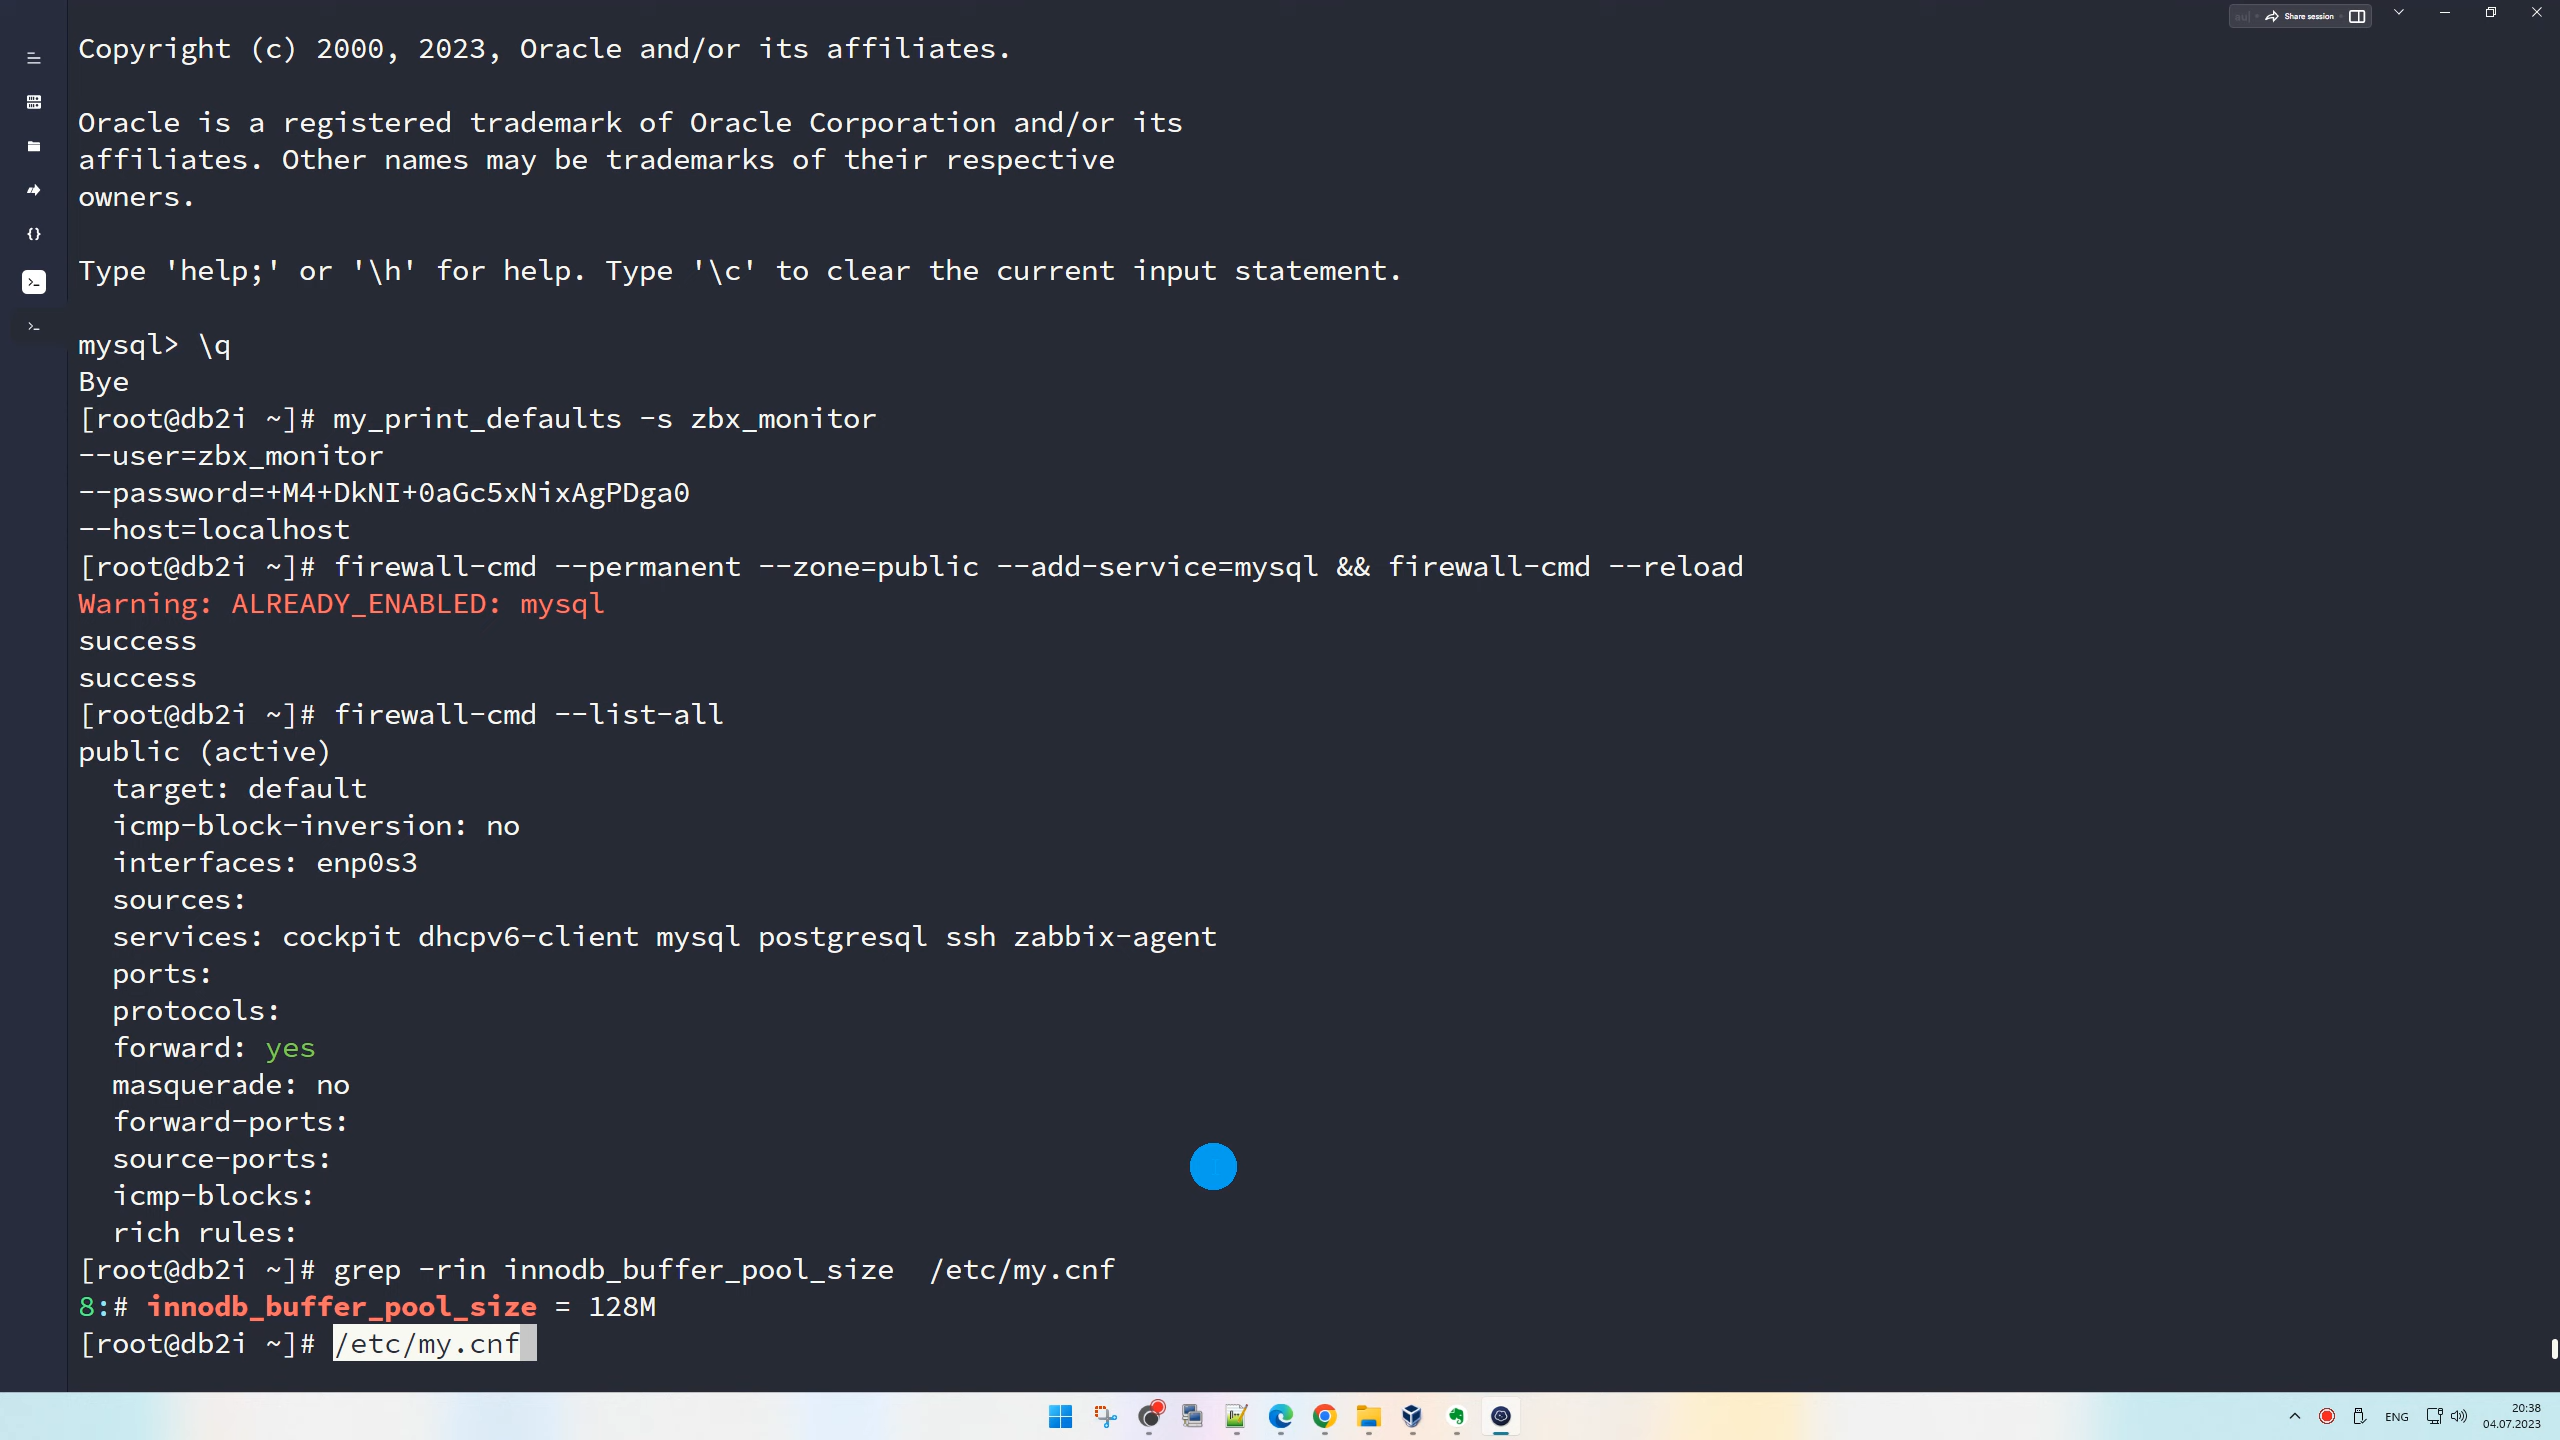 Share session
Copyright (c) 2000, 2023, Oracle and/or its affiliates.
Oracle is a registered trademark of Oracle Corporation and/or its
affiliates. Other names may be trademarks of their respective
owners.
Type 'help;' or '\h' for help. Type '\c' to clear the current input statement.
mysql> \q
Bye
[root@db2i ~]# my_print_defaults -s zbx_monitor
--user=zbx_monitor
--password=+M4+DkNI+0aGc5xNixAgPDga0
--host=localhost
[root@db2i ~]# firewall-cmd --permanent --zone=public --add-service=mysql && firewall-cmd --reload
Warning: ALREADY_ENABLED: mysql
success
success
[root@db2i ~]# firewall-cmd --list-all
public (active)
  target: default
  icmp-block-inversion: no
  interfaces: enp0s3
  sources:
  services: cockpit dhcpv6-client mysql postgresql ssh zabbix-agent
  ports:
  protocols:
  forward: yes
  masquerade: no
  forward-ports:
  source-ports:
  icmp-blocks:
  rich rules:
[root@db2i ~]# grep -rin innodb_buffer_pool_size  /etc/my.cnf
8:# innodb_buffer_pool_size = 128M
[root@db2i ~]# /etc/my.cnf
ENG
20:38
04.07.2023